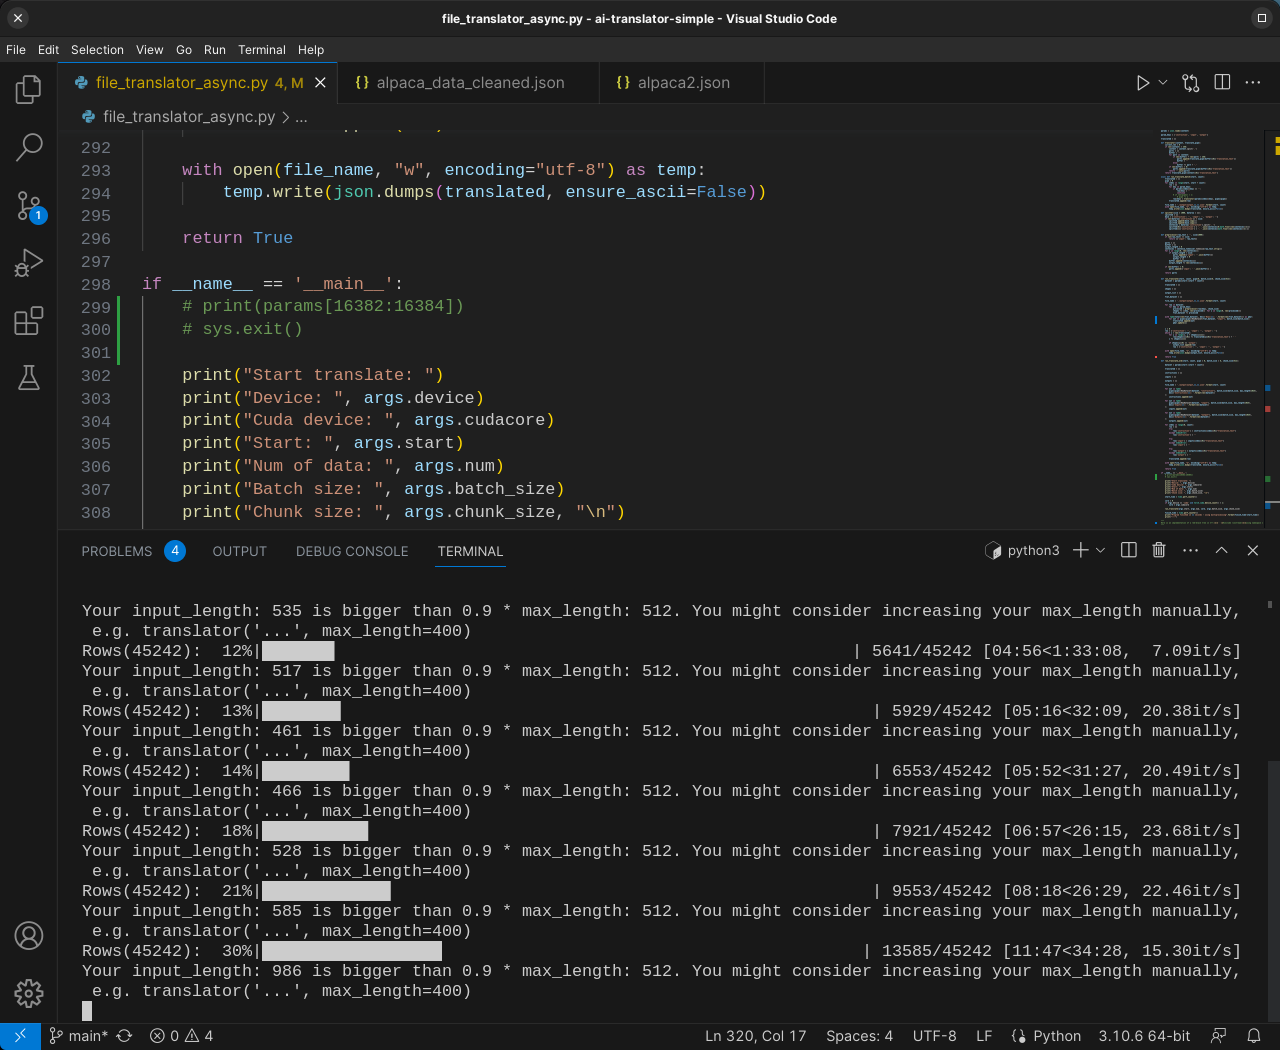 file_translator_async.py - ai-translator-simple - Visual Studio Code
File Edit Selection View Go Run Terminal Help
file_translator_async.py 4, M
{} alpaca_data_cleaned.json
{} alpaca2.json
file_translator_async.py > ...
292
293 with open(file_name, "w", encoding="utf-8") as temp:
294 temp.write(json.dumps(translated, ensure_ascii=False))
295
296 return True
297
298 if __name__ == '__main__':
299 # print(params[16382:16384])
300 # sys.exit()
301
302 print("Start translate: ")
303 print("Device: ", args.device)
304 print("Cuda device: ", args.cudacore)
305 print("Start: ", args.start)
306 print("Num of data: ", args.num)
307 print("Batch size: ", args.batch_size)
308 print("Chunk size: ", args.chunk_size, "\n")
1
PROBLEMS 4 OUTPUT DEBUG CONSOLE TERMINAL
python3
Your input_length: 535 is bigger than 0.9 * max_length: 512. You might consider increasing your max_length manually,
e.g. translator('...', max_length=400)
Rows(45242): 12%| | 5641/45242 [04:56<1:33:08, 7.09it/s]
Your input_length: 517 is bigger than 0.9 * max_length: 512. You might consider increasing your max_length manually,
e.g. translator('...', max_length=400)
Rows(45242): 13%| | 5929/45242 [05:16<32:09, 20.38it/s]
Your input_length: 461 is bigger than 0.9 * max_length: 512. You might consider increasing your max_length manually,
e.g. translator('...', max_length=400)
Rows(45242): 14%| | 6553/45242 [05:52<31:27, 20.49it/s]
Your input_length: 466 is bigger than 0.9 * max_length: 512. You might consider increasing your max_length manually,
e.g. translator('...', max_length=400)
Rows(45242): 18%| | 7921/45242 [06:57<26:15, 23.68it/s]
Your input_length: 528 is bigger than 0.9 * max_length: 512. You might consider increasing your max_length manually,
e.g. translator('...', max_length=400)
Rows(45242): 21%| | 9553/45242 [08:18<26:29, 22.46it/s]
Your input_length: 585 is bigger than 0.9 * max_length: 512. You might consider increasing your max_length manually,
e.g. translator('...', max_length=400)
Rows(45242): 30%| | 13585/45242 [11:47<34:28, 15.30it/s]
Your input_length: 986 is bigger than 0.9 * max_length: 512. You might consider increasing your max_length manually,
e.g. translator('...', max_length=400)
main* 0 4 Ln 320, Col 17 Spaces: 4 UTF-8 LF Python 3.10.6 64-bit